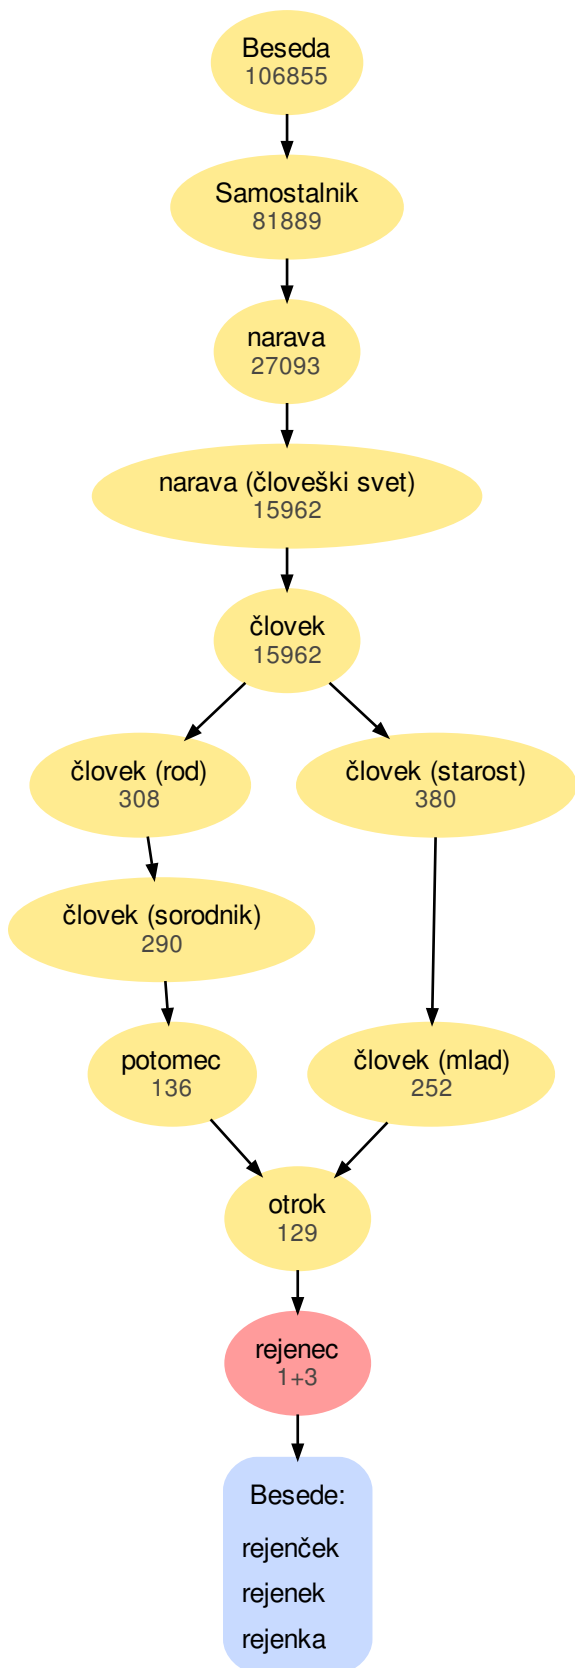 Beseda
106855
Samostalnik
81889
narava
27093
narava (človeški svet)
15962
človek
15962
človek (rod)
308
človek (starost)
380
človek (sorodnik)
290
potomec
136
človek (mlad)
252
otrok
129
rejenec
1+3
Besede:
rejenček
rejenek
rejenka